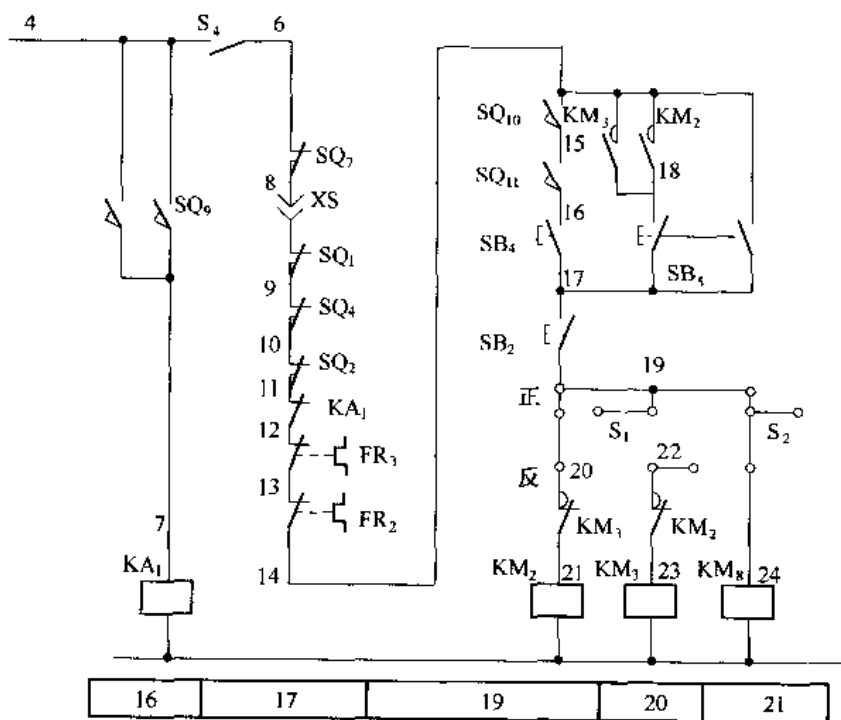 4
S₄
6
SQ₁₀
KM₃
KM₂
15
SQ₇
8
XS
SQ₉
SQ₁₁
18
16
SQ₁
SB₄
9
17
SB₅
SQ₄
10
SB₂
SQ₂
11
19
KA₁
正
S₁
S₂
12
FR₃
22
反
20
13
FR₂
KM₃
KM₂
7
14
KA₁
KM₂
21
KM₃
23
KM₈
24
16
17
19
20
21